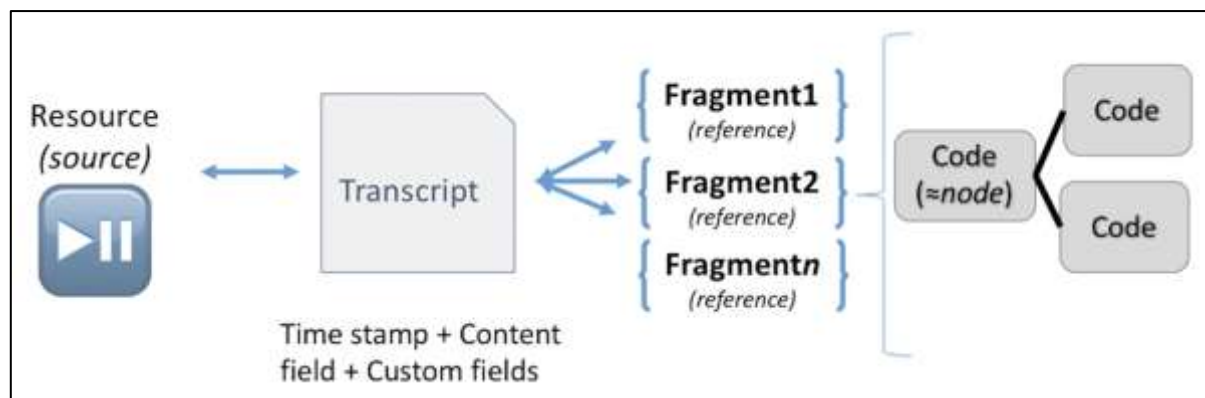 Resource
(source)
Transcript
Time stamp + Content
field + Custom fields
Fragment1
(reference)
Fragment2
(reference)
Fragmentn
(reference)
Code
(≈node)
Code
Code